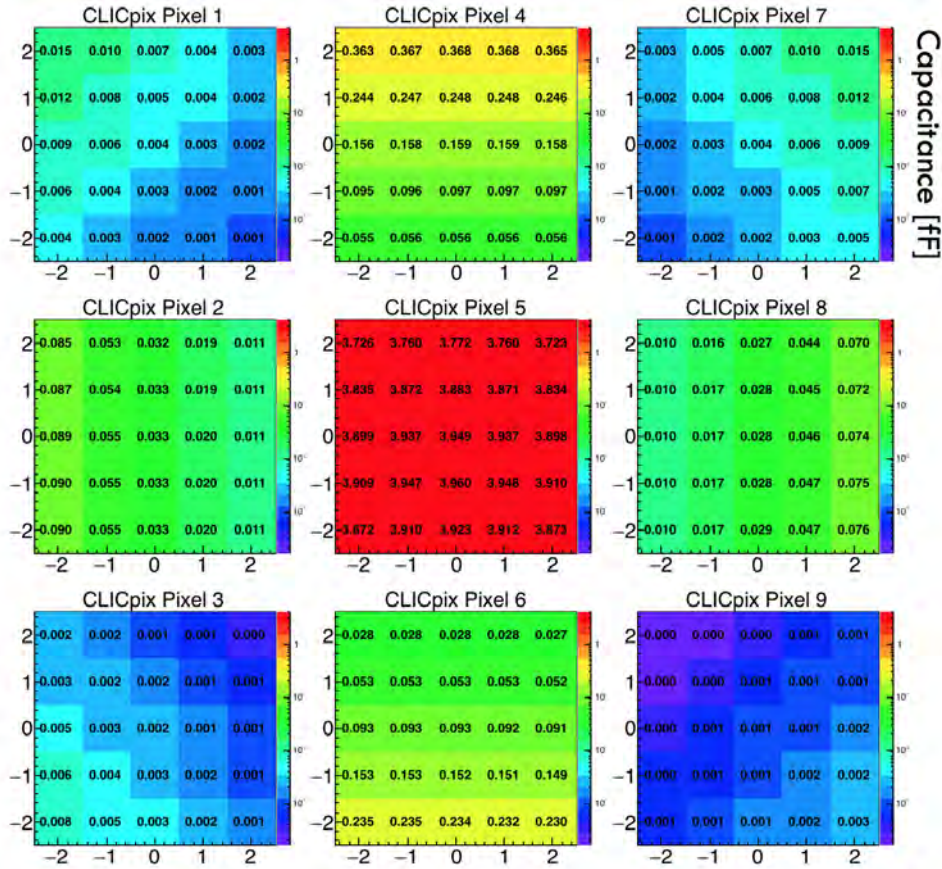 CLICpix Pixel 1
2 0.015 0.010 0.007 0.004 0.003
1 0.012 0.008 0.005 0.004 0.002
0 0.009 0.006 0.004 0.003 0.002
−1 0.006 0.004 0.003 0.002 0.001
−2 0.004 0.003 0.002 0.001 0.001
−2 −1 0 1 2
CLICpix Pixel 4
2 0.363 0.367 0.368 0.368 0.365
1 0.244 0.247 0.248 0.248 0.246
0 0.156 0.158 0.159 0.159 0.158
−1 0.095 0.096 0.097 0.097 0.097
−2 0.055 0.056 0.056 0.056 0.056
−2 −1 0 1 2
CLICpix Pixel 7
2 0.003 0.005 0.007 0.010 0.015
1 0.002 0.004 0.006 0.008 0.012
0 0.002 0.003 0.004 0.006 0.009
−1 0.001 0.002 0.003 0.005 0.007
−2 0.001 0.002 0.002 0.003 0.005
−2 −1 0 1 2
Capacitance [fF]
CLICpix Pixel 2
2 0.085 0.053 0.032 0.019 0.011
1 0.087 0.054 0.033 0.019 0.011
0 0.089 0.055 0.033 0.020 0.011
−1 0.090 0.055 0.033 0.020 0.011
−2 0.090 0.055 0.033 0.020 0.011
−2 −1 0 1 2
CLICpix Pixel 5
2 3.726 3.760 3.772 3.760 3.723
1 3.835 3.872 3.883 3.871 3.834
0 3.899 3.937 3.949 3.937 3.898
−1 3.909 3.947 3.960 3.948 3.910
−2 3.872 3.910 3.923 3.912 3.873
−2 −1 0 1 2
CLICpix Pixel 8
2 0.010 0.016 0.027 0.044 0.070
1 0.010 0.017 0.028 0.045 0.072
0 0.010 0.017 0.028 0.046 0.074
−1 0.010 0.017 0.028 0.047 0.075
−2 0.010 0.017 0.029 0.047 0.076
−2 −1 0 1 2
CLICpix Pixel 3
2 0.002 0.002 0.001 0.001 0.000
1 0.003 0.002 0.002 0.001 0.001
0 0.005 0.003 0.002 0.001 0.001
−1 0.006 0.004 0.003 0.002 0.001
−2 0.008 0.005 0.003 0.002 0.001
−2 −1 0 1 2
CLICpix Pixel 6
2 0.028 0.028 0.028 0.028 0.027
1 0.053 0.053 0.053 0.053 0.052
0 0.093 0.093 0.093 0.092 0.091
−1 0.153 0.153 0.152 0.151 0.149
−2 0.235 0.235 0.234 0.232 0.230
−2 −1 0 1 2
CLICpix Pixel 9
2 0.000 0.000 0.000 0.001 0.001
1 0.000 0.000 0.001 0.001 0.001
0 0.000 0.001 0.001 0.001 0.001
−1 0.000 0.001 0.001 0.002 0.002
−2 0.001 0.001 0.001 0.002 0.003
−2 −1 0 1 2